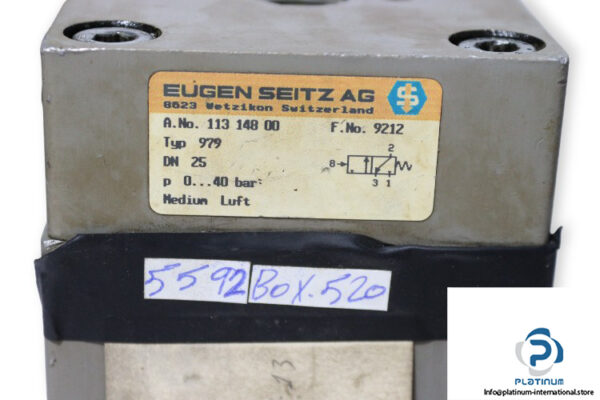 EUGEN SEITZ AG
8623 Wetzikon Switzerland
A.No. 113 148 00 F.No. 9212
Typ 979
DN 25
p 0...40 bar
Medium Luft
8
2
3 1
5592 Box.520
13
PLATINUM
Info@platinum-international.store